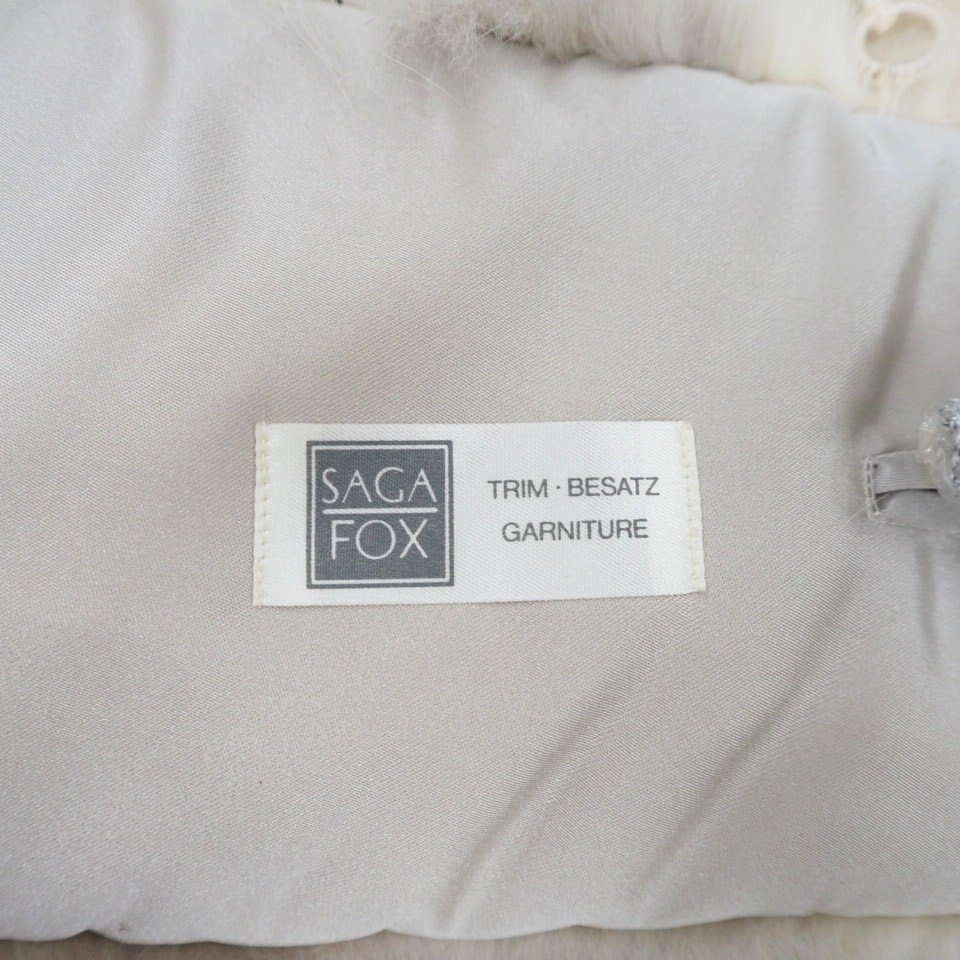 SAGA
FOX
TRIM · BESATZ
GARNITURE